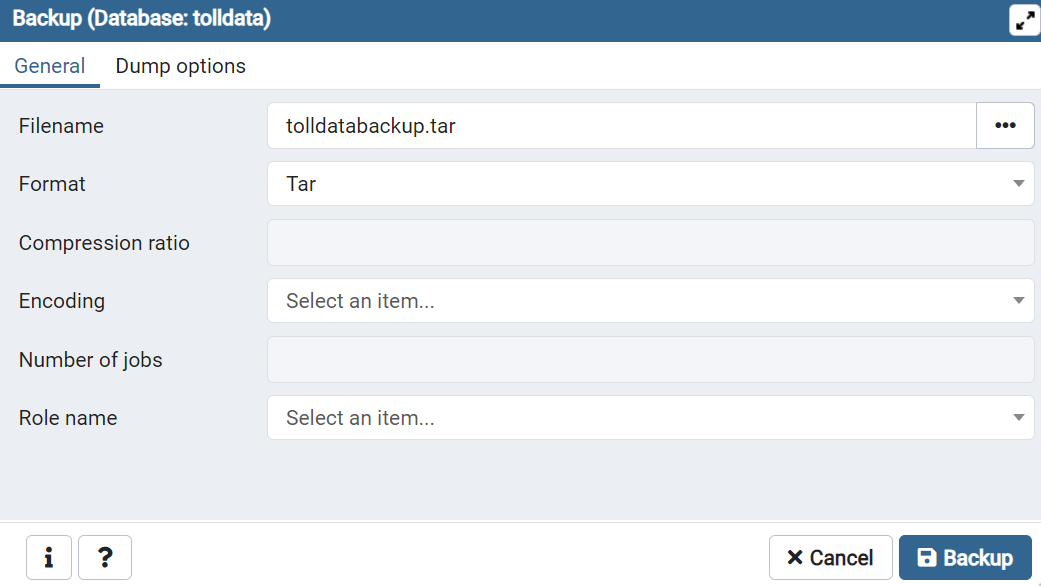 Backup (Database: tolldata)
General Dump options
Filename tolldatabackup.tar •••
Format Tar
Compression ratio
Encoding Select an item...
Number of jobs
Role name Select an item...
i ? Cancel Backup